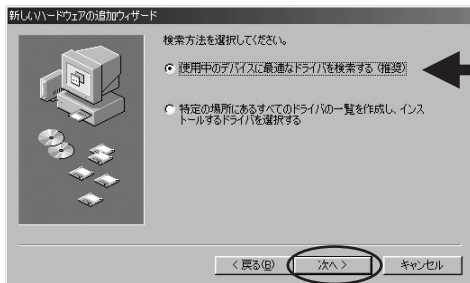 新しいハードウェアの追加ウィザード
検索方法を選択してください。
使用中のデバイスに最適なドライバを検索する (推奨)
特定の場所にあるすべてのドライバの一覧を作成し、インス
トールするドライバを選択する
< 戻る(B)
次へ >
キャンセル